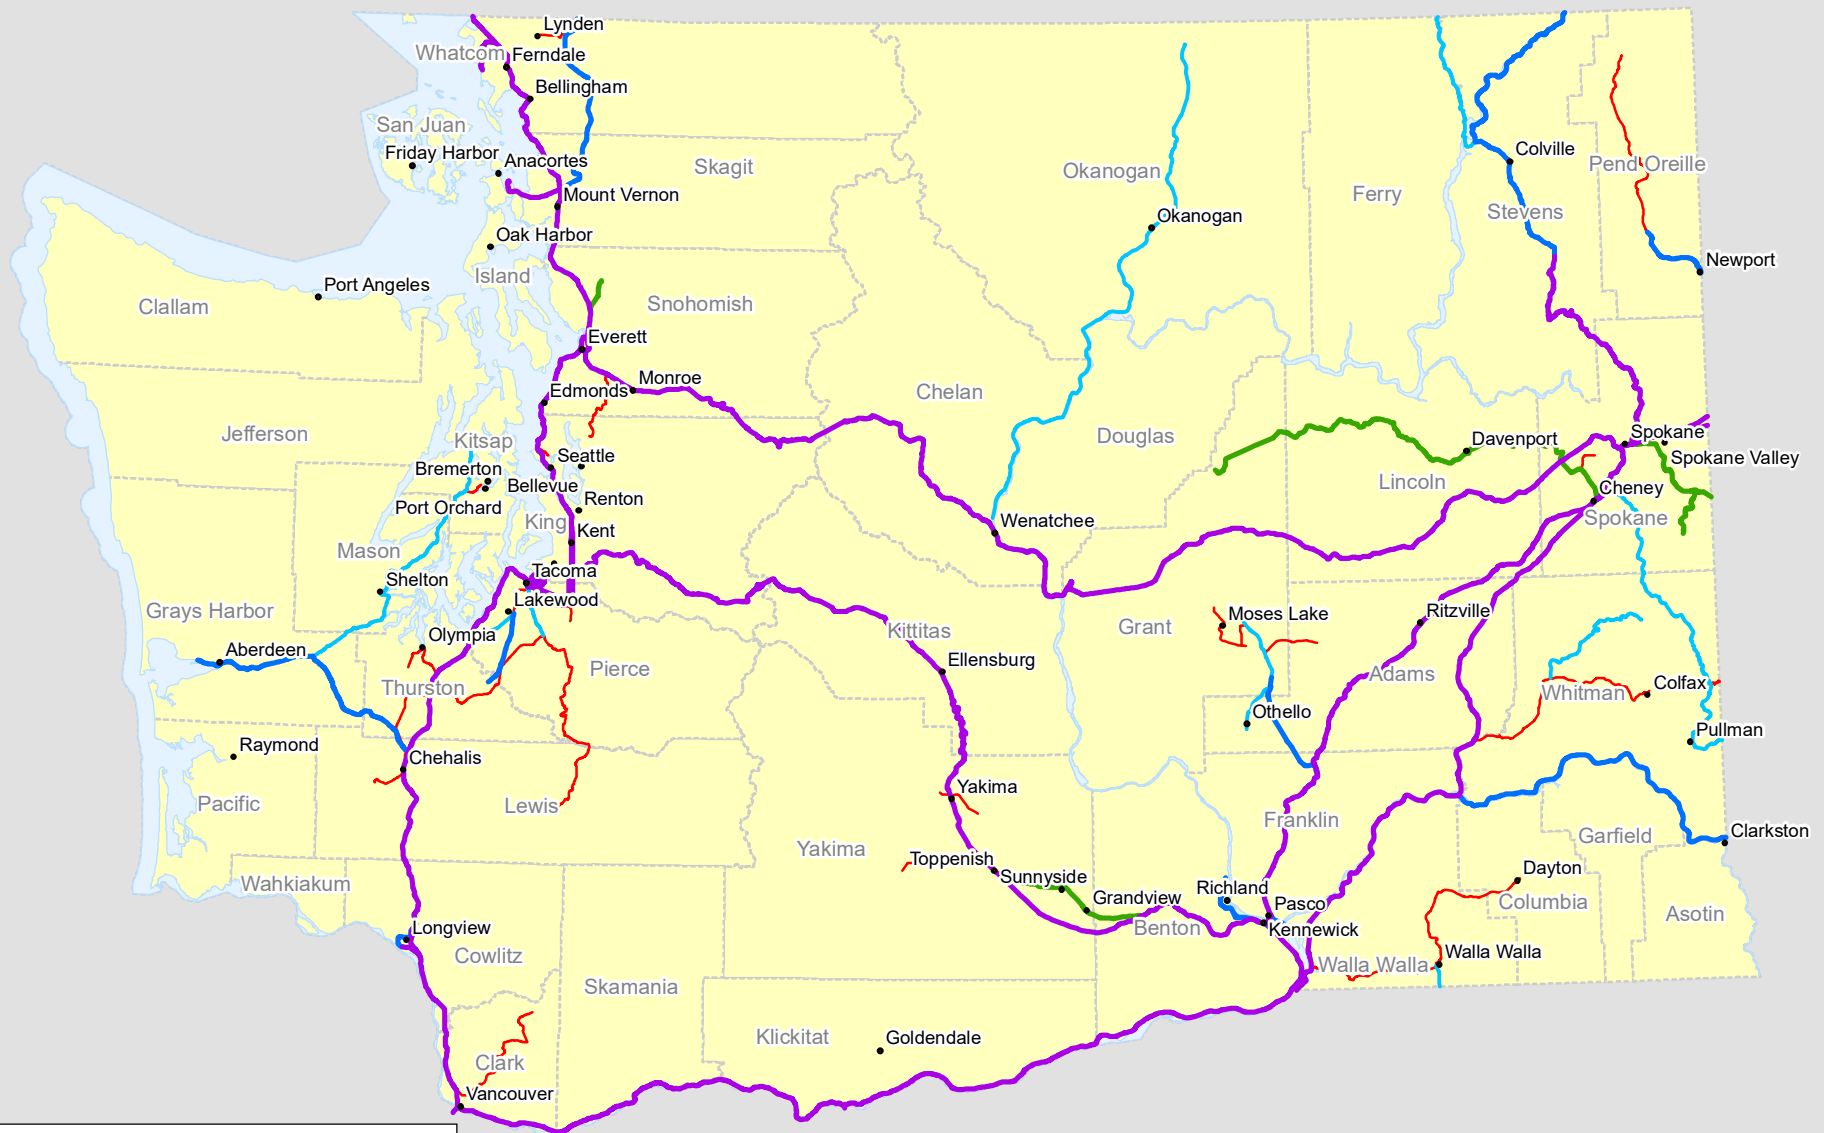 Lynden
Whatcom
Ferndale
Bellingham
San Juan
Friday Harbor
Anacortes
Skagit
Mount Vernon
Okanogan
Okanogan
Ferry
Colville
Stevens
Pend Oreille
Newport
Oak Harbor
Island
Port Angeles
Clallam
Snohomish
Everett
Edmonds
Monroe
Chelan
Douglas
Jefferson
Kitsap
Bremerton
Seattle
Bellevue
Port Orchard
Renton
King
Kent
Davenport
Spokane
Spokane Valley
Lincoln
Cheney
Spokane
Wenatchee
Mason
Shelton
Tacoma
Lakewood
Grays Harbor
Olympia
Aberdeen
Thurston
Pierce
Kittitas
Ellensburg
Grant
Moses Lake
Ritzville
Adams
Othello
Whitman
Colfax
Pullman
Raymond
Chehalis
Pacific
Lewis
Yakima
Yakima
Franklin
Garfield
Clarkston
Toppenish
Sunnyside
Grandview
Richland
Pasco
Kennewick
Benton
Dayton
Columbia
Asotin
Wahkiakum
Longview
Cowlitz
Skamania
Walla Walla
Walla Walla
Klickitat
Goldendale
Clark
Vancouver